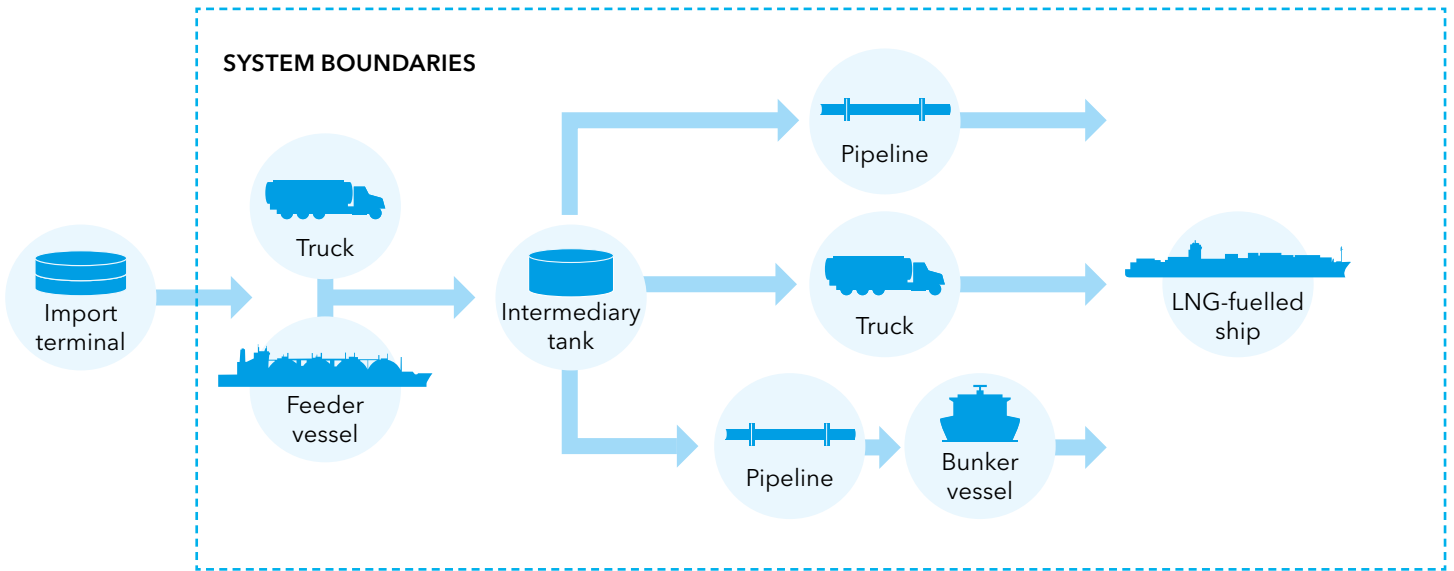 SYSTEM BOUNDARIES
Import
terminal
Truck
Feeder
vessel
Intermediary
tank
Pipeline
Truck
Pipeline
Bunker
vessel
LNG-fuelled
ship